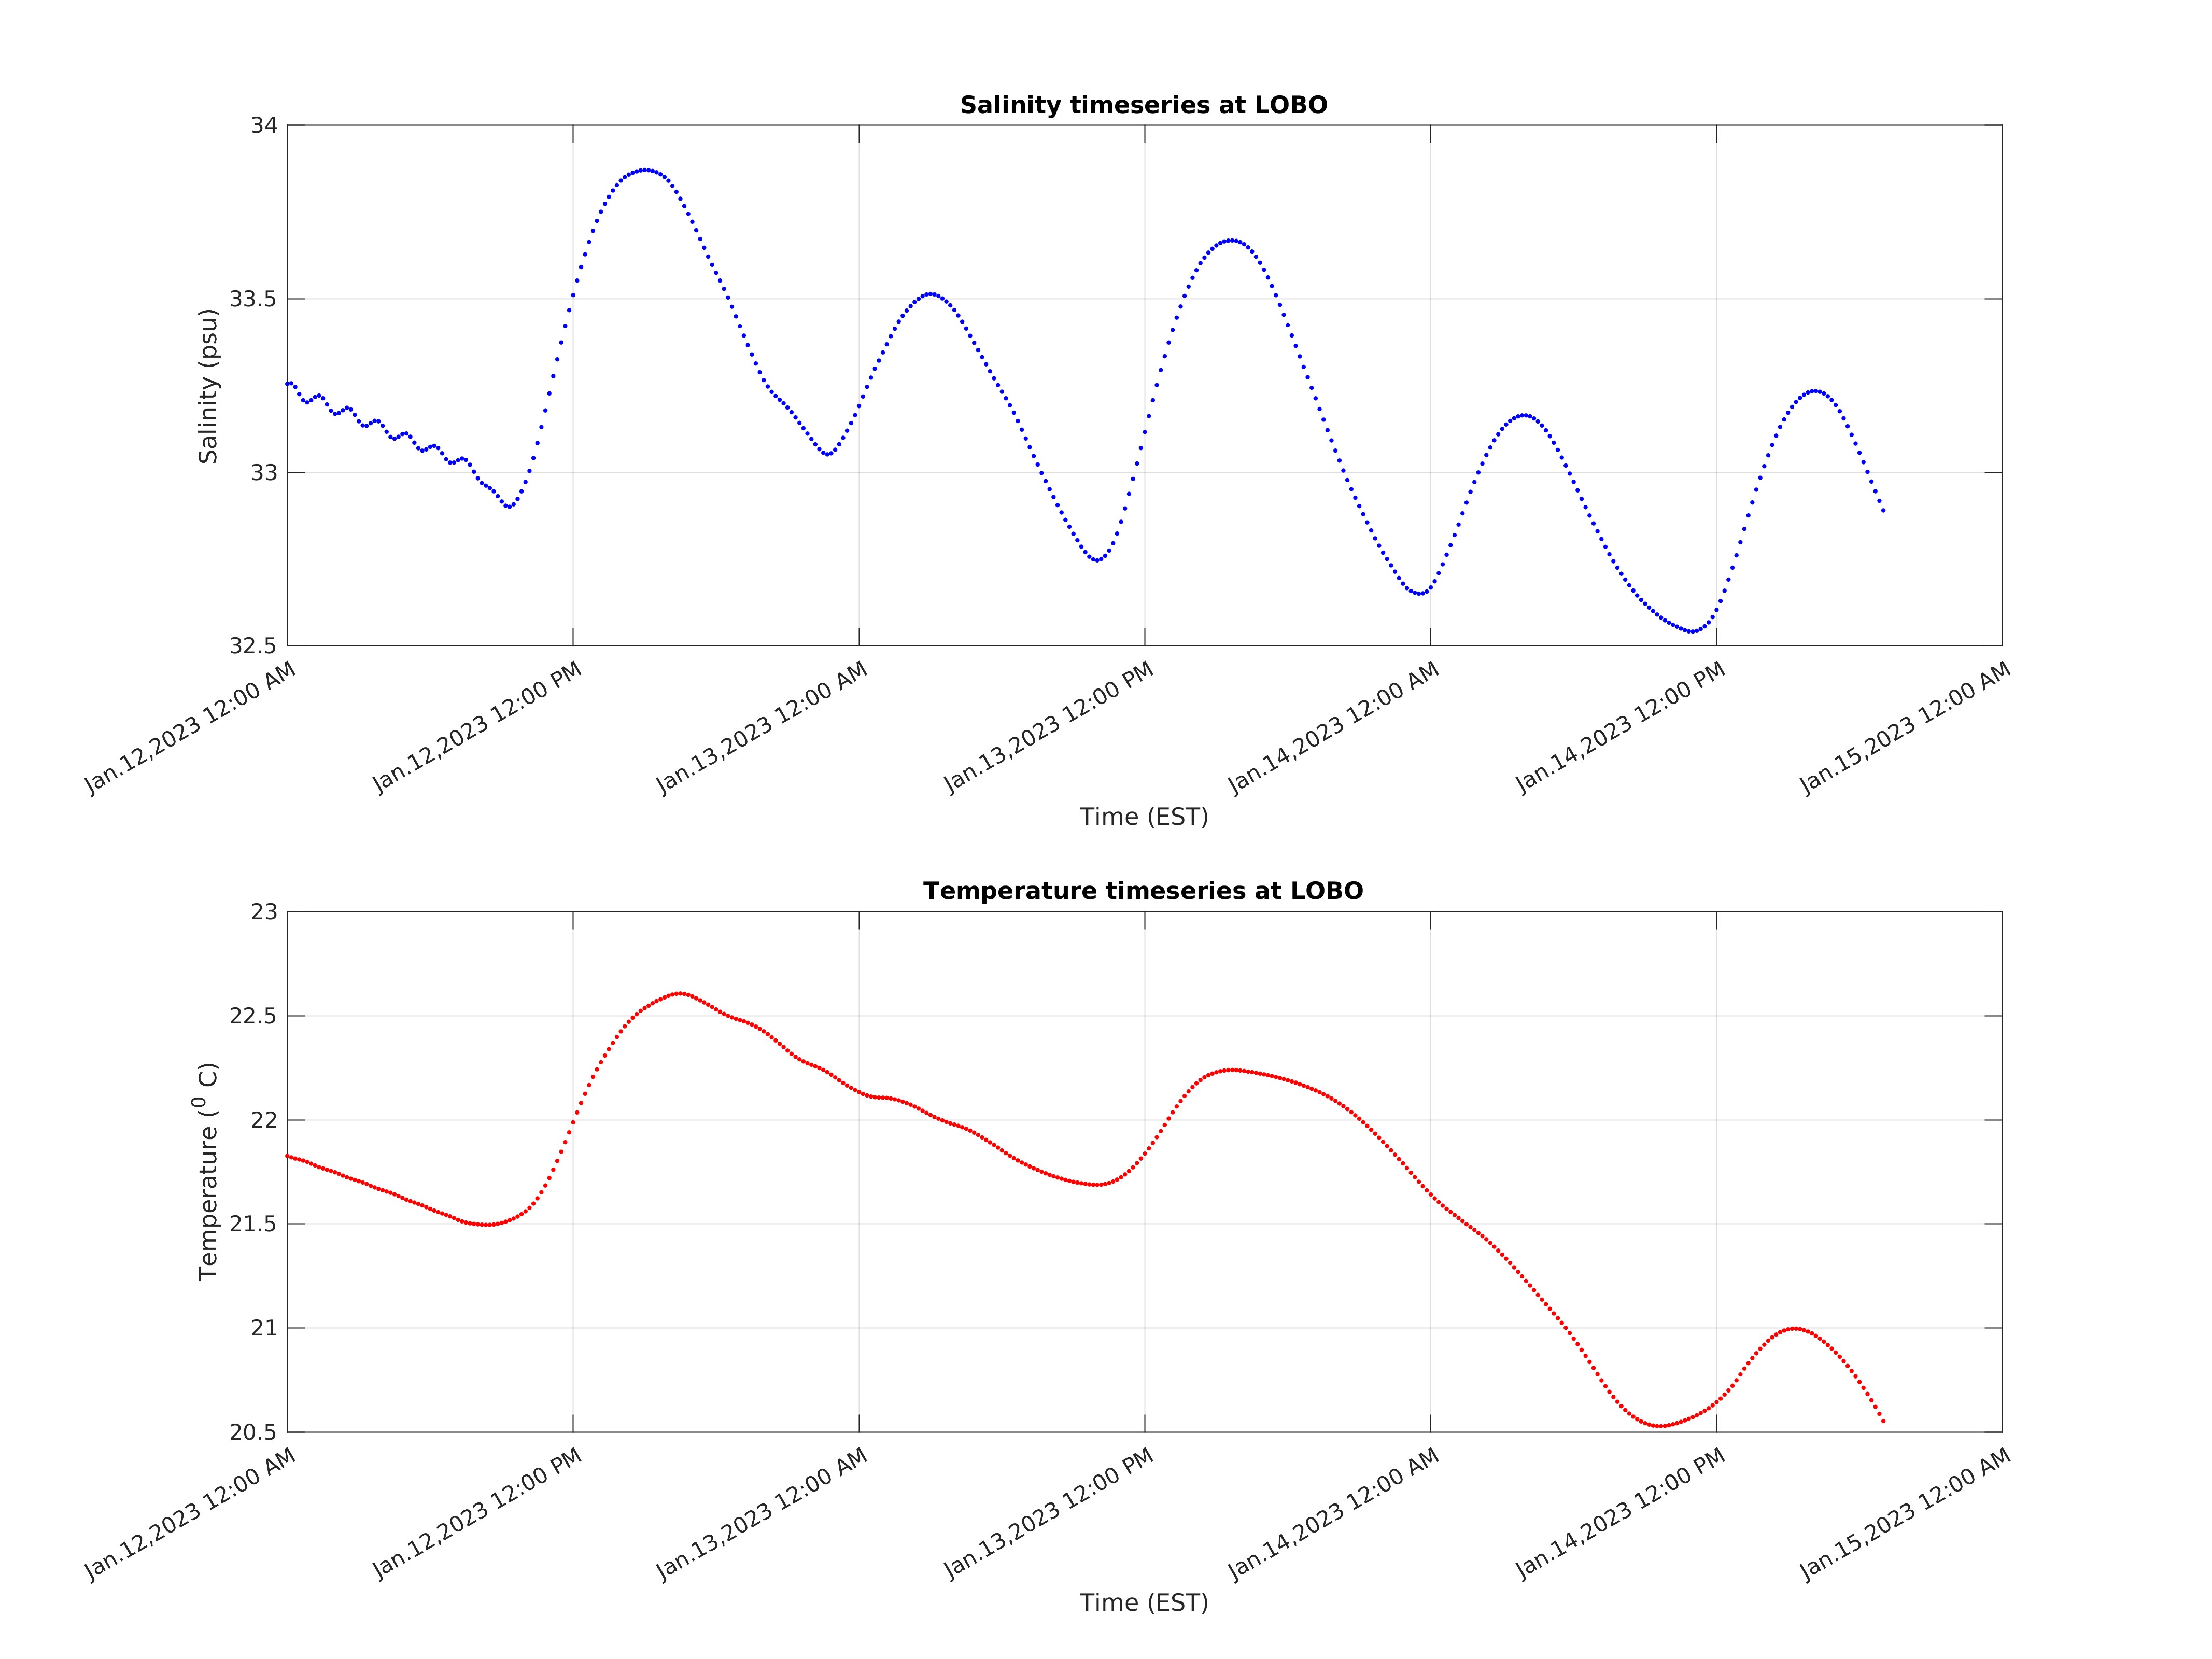 Salinity timeseries at LOBO
Salinity (psu)
34
33.5
33
32.5
Jan.12,2023 12:00 AM
Jan.12,2023 12:00 PM
Jan.13,2023 12:00 AM
Jan.13,2023 12:00 PM
Jan.14,2023 12:00 AM
Jan.14,2023 12:00 PM
Jan.15,2023 12:00 AM
Time (EST)
Temperature timeseries at LOBO
Temperature (⁰ C)
23
22.5
22
21.5
21
20.5
Jan.12,2023 12:00 AM
Jan.12,2023 12:00 PM
Jan.13,2023 12:00 AM
Jan.13,2023 12:00 PM
Jan.14,2023 12:00 AM
Jan.14,2023 12:00 PM
Jan.15,2023 12:00 AM
Time (EST)